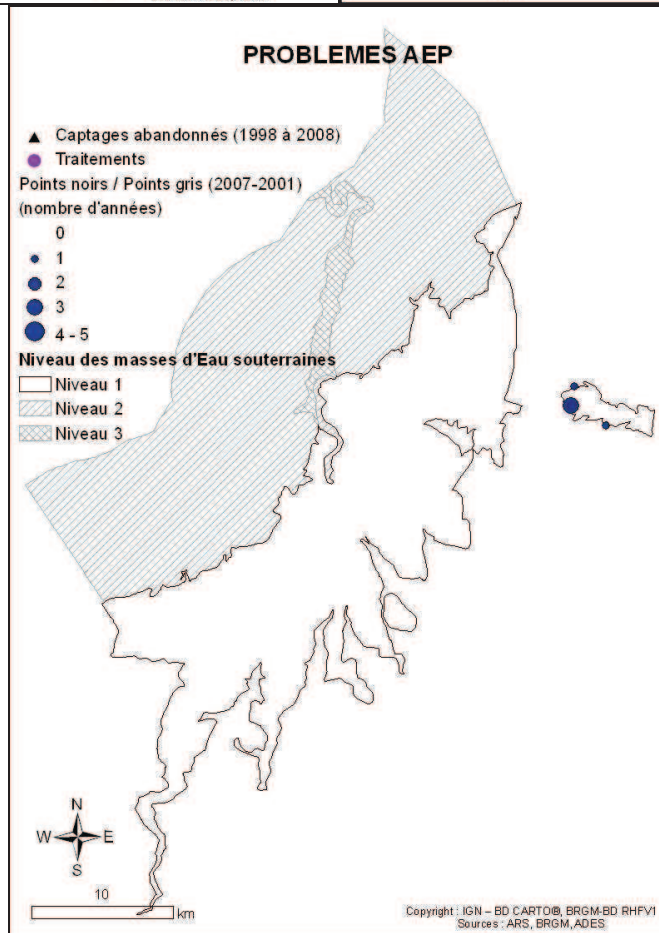 PROBLEMES AEP
Captages abandonnés (1998 à 2008)
Traitements
Points noirs / Points gris (2007-2001)
(nombre d'années)
0
1
2
3
4 - 5
Niveau des masses d'Eau souterraines
Niveau 1
Niveau 2
Niveau 3
N
W E
S
10
km
Copyright : IGN – BD CARTO®, BRGM-BD RHFV1
Sources : ARS, BRGM, ADES